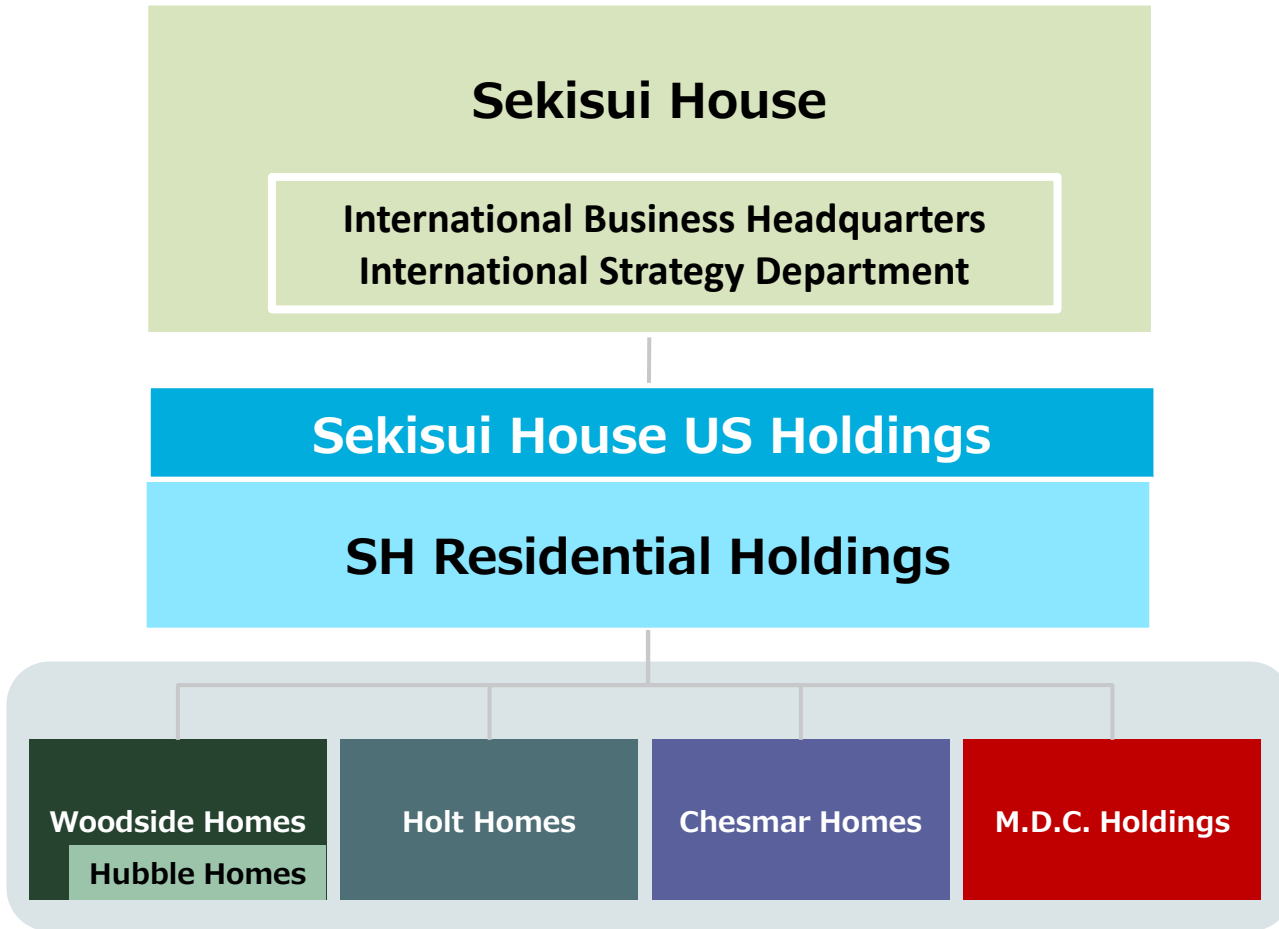 Sekisui House
International Business Headquarters
International Strategy Department
Sekisui House US Holdings
SH Residential Holdings
Woodside Homes
Hubble Homes
Holt Homes
Chesmar Homes
M.D.C. Holdings